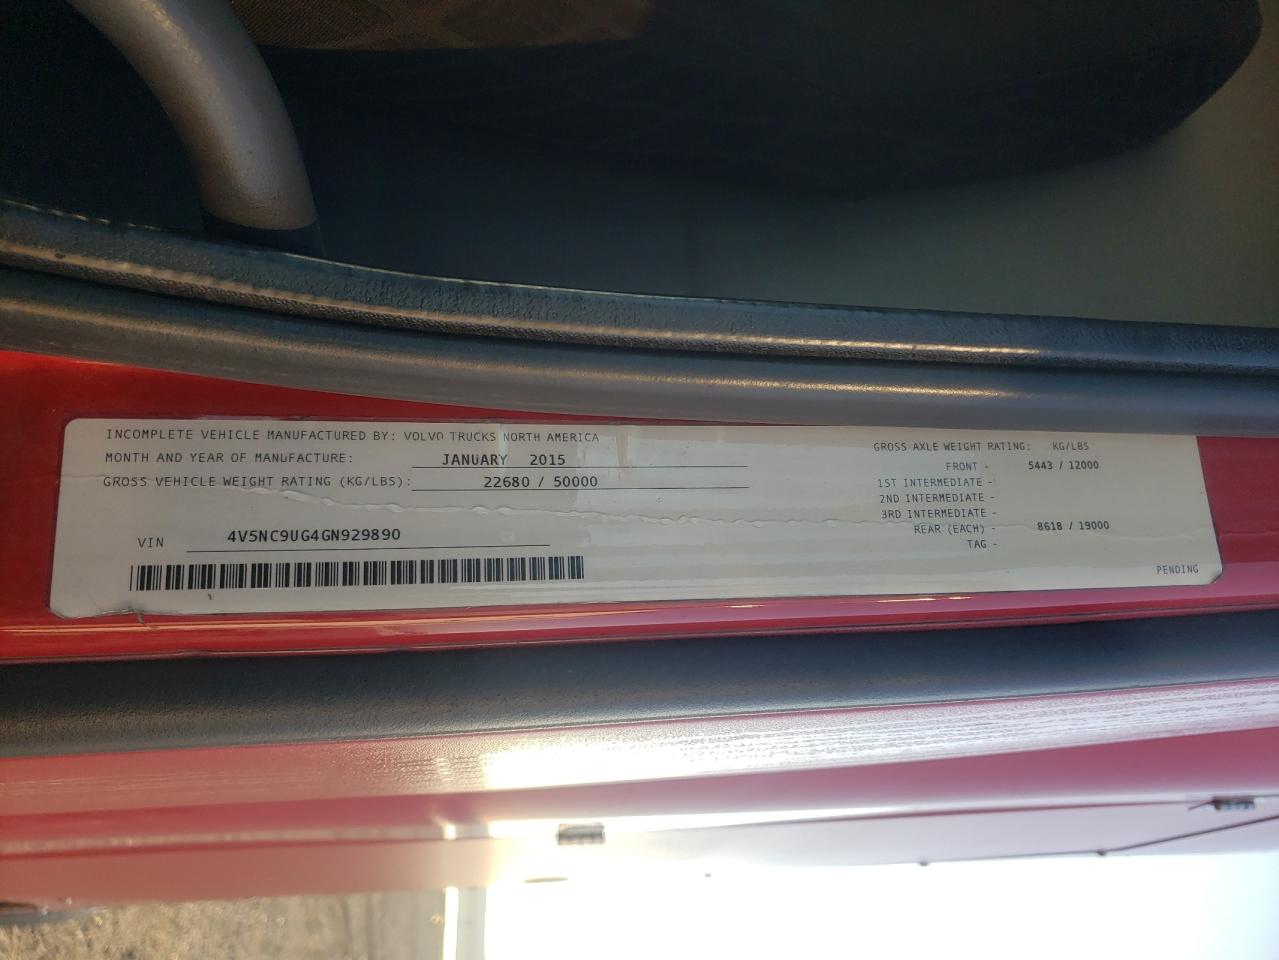 INCOMPLETE VEHICLE MANUFACTURED BY: VOLVO TRUCKS NORTH AMERICA
MONTH AND YEAR OF MANUFACTURE: JANUARY 2015
GROSS VEHICLE WEIGHT RATING (KG/LBS): 22680 / 50000
VIN 4V5NC9UG4GN929890
GROSS AXLE WEIGHT RATING: KG/LBS
FRONT - 5443 / 12000
1ST INTERMEDIATE -
2ND INTERMEDIATE -
3RD INTERMEDIATE -
REAR (EACH) - 8618 / 19000
TAG -
PENDING